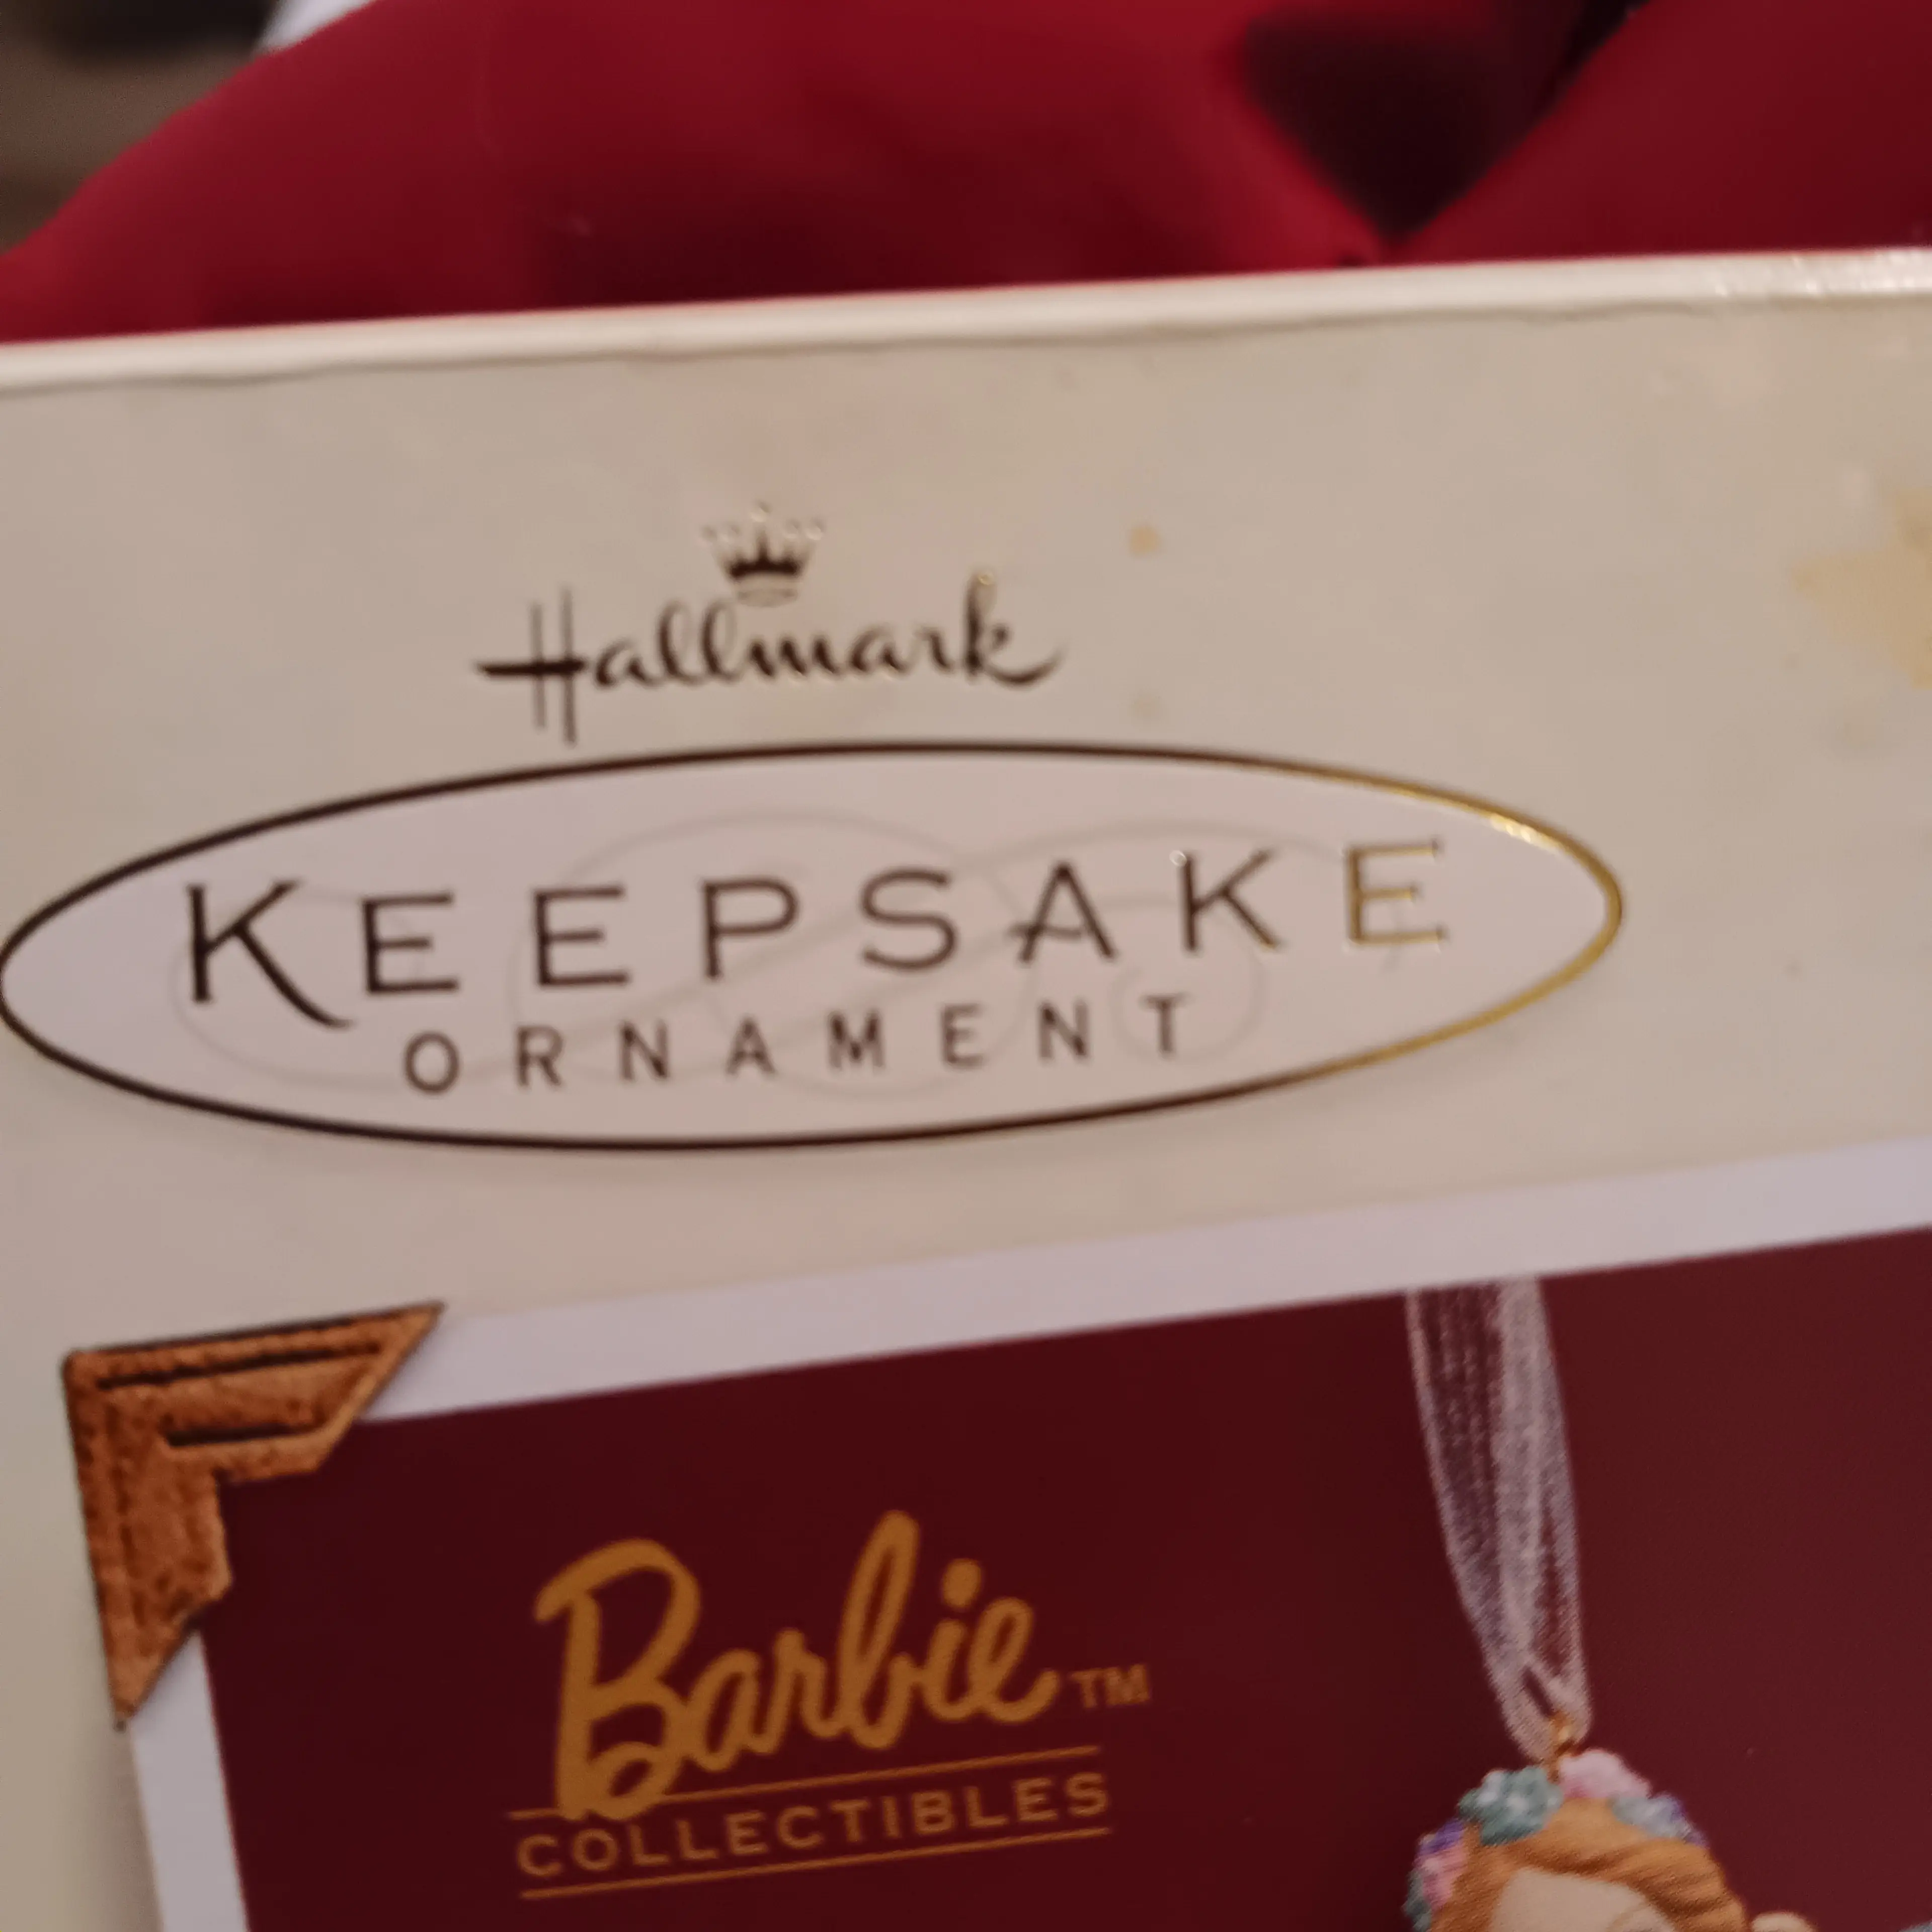 Hallmark
KEEPSAKE
ORNAMENT
Barbie™
COLLECTIBLES